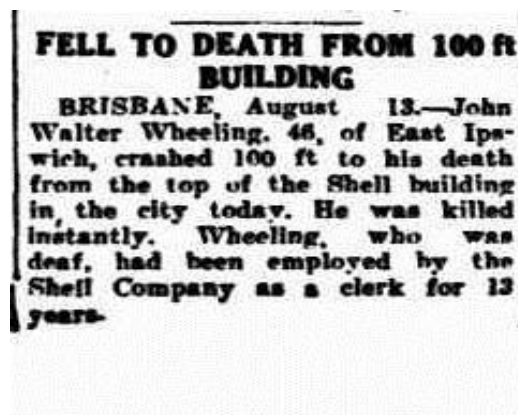 FELL TO DEATH FROM 100 ft
BUILDING
BRISBANE, August 13.—John
Walter Wheeling, 46, of East Ips-
wich, crashed 100 ft to his death
from the top of the Shell building
in the city today. He was killed
instantly. Wheeling, who was
deaf, had been employed by the
Shell Company as a clerk for 13
years.